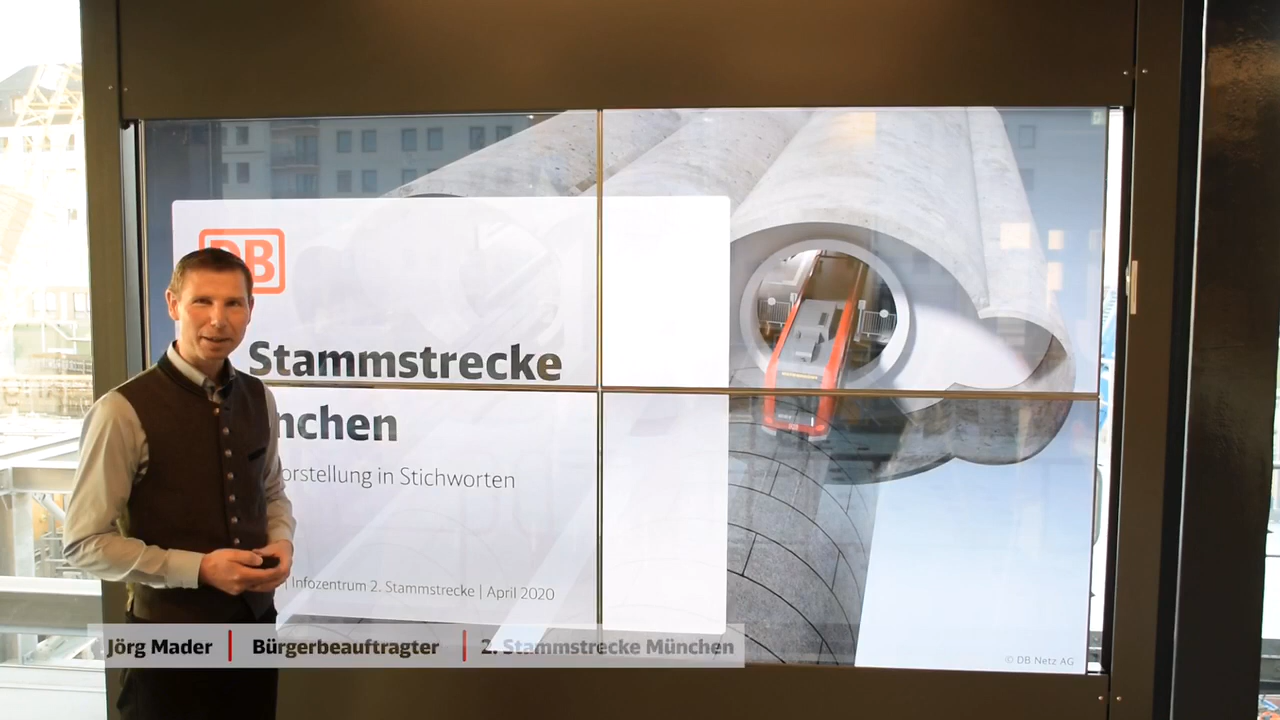 DB
Stammstrecke
nchen
orstellung in Stichworten
| Infozentrum 2. Stammstrecke | April 2020
Jörg Mader | Bürgerbeauftragter | 2. Stammstrecke München
© DB Netz AG